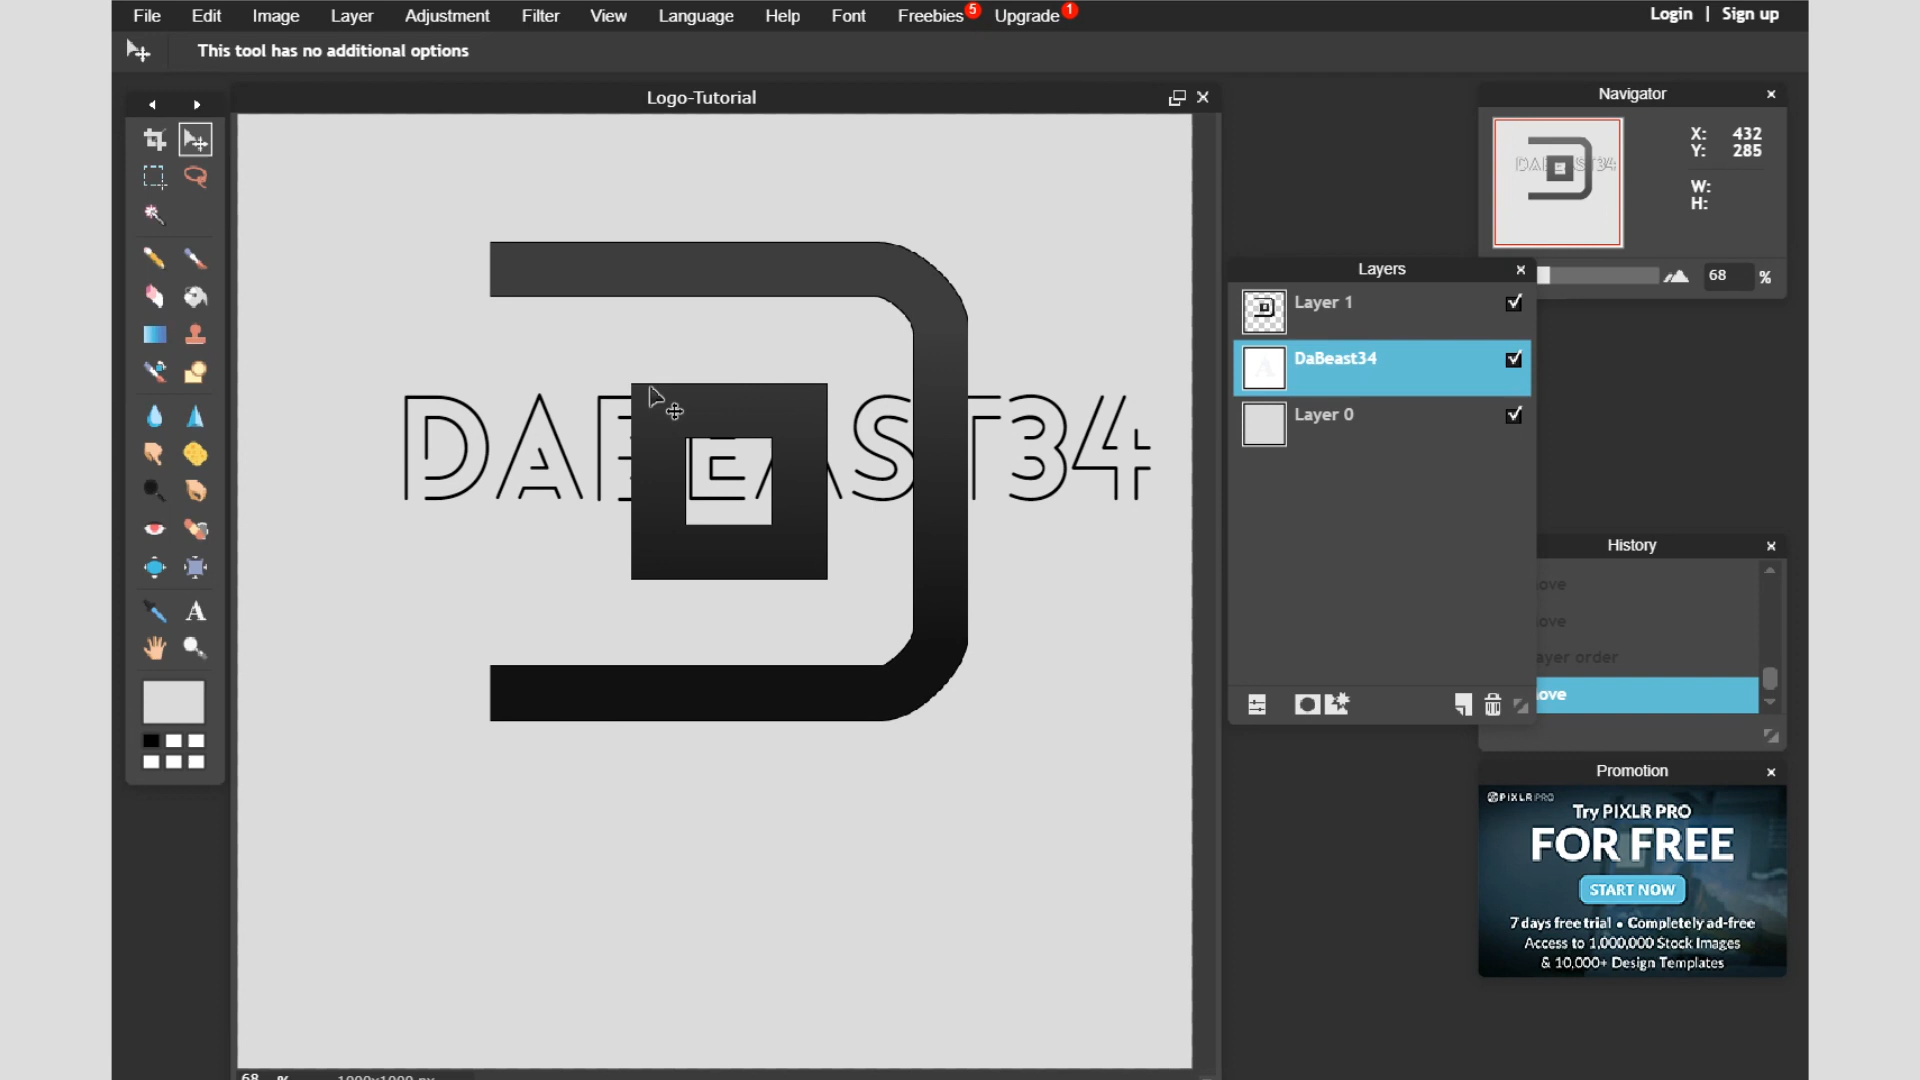 File Edit Image Layer Adjustment Filter View Language Help Font Freebies 5 Upgrade 1 Login | Sign up
This tool has no additional options
Logo-Tutorial
Navigator
X: 432
Y: 285
W:
H:
68 %
Layers
Layer 1
DaBeast34
Layer 0
DABEAST34
History
ove
ove
ayer order
ove
Promotion
PIXLR PRO
Try PIXLR PRO
FOR FREE
START NOW
7 days free trial • Completely ad-free
Access to 1,000,000 Stock Images
& 10,000+ Design Templates
68 % 1000x1000 px